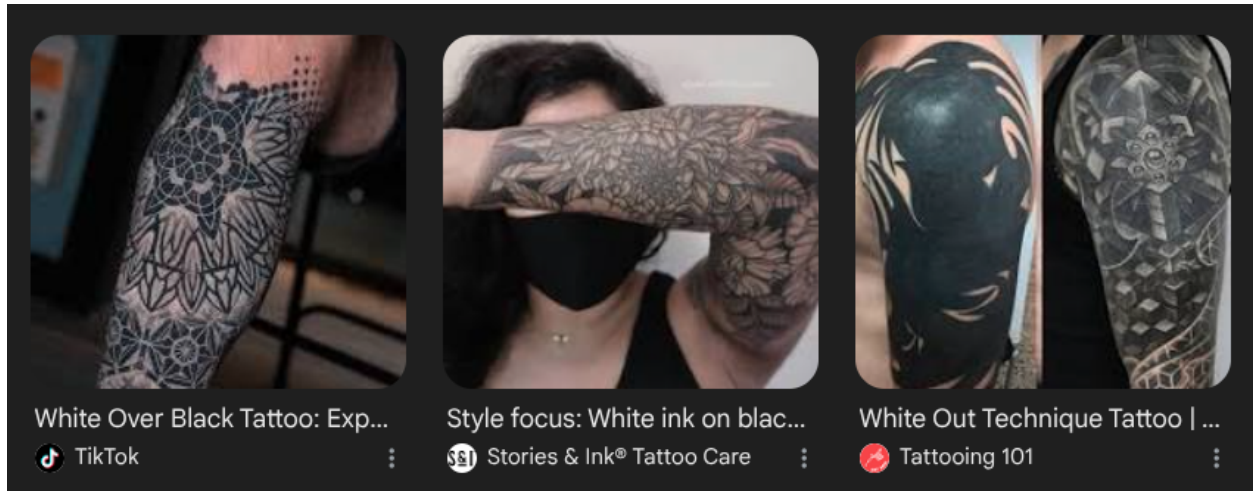 White Over Black Tattoo: Exp...
TikTok
Style focus: White ink on blac...
S&I
Stories & Ink® Tattoo Care
White Out Technique Tattoo | ...
Tattooing 101